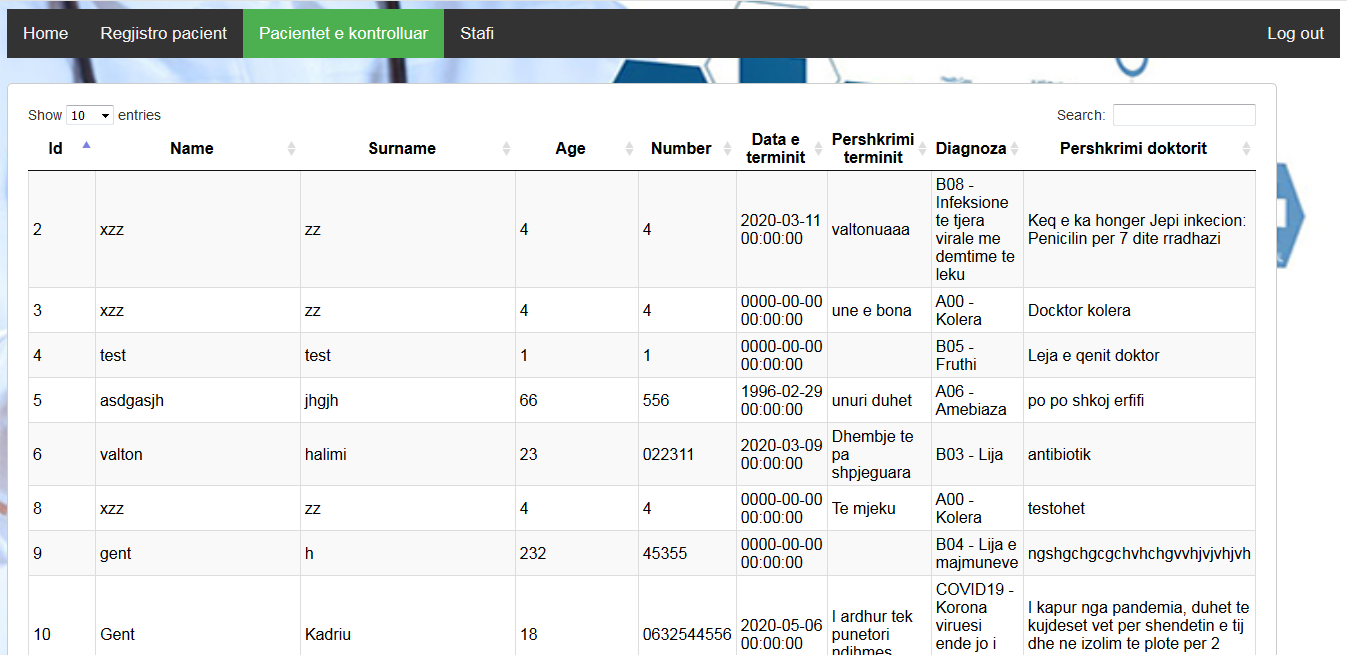 Home Regjistro pacient Pacientet e kontrolluar Stafi Log out
Show 10 entries Search:
Id Name Surname Age Number Data e terminit Pershkrimi terminit Diagnoza Pershkrimi doktorit
2 xzz zz 4 4 2020-03-11 00:00:00 valtonuaaa B08 - Infeksione te tjera virale me demtime te leku Keq e ka honger Jepi inkecion: Penicilin per 7 dite rradhazi
3 xzz zz 4 4 0000-00-00 00:00:00 une e bona A00 - Kolera Docktor kolera
4 test test 1 1 0000-00-00 00:00:00 B05 - Fruthi Leja e qenit doktor
5 asdgasjh jhgjh 66 556 1996-02-29 00:00:00 unuri duhet A06 - Amebiaza po po shkoj erfifi
6 valton halimi 23 022311 2020-03-09 00:00:00 Dhembje te pa shpjeguara B03 - Lija antibiotik
8 xzz zz 4 4 0000-00-00 00:00:00 Te mjeku A00 - Kolera testohet
9 gent h 232 45355 0000-00-00 00:00:00 B04 - Lija e majmuneve ngshgchgcgchvhchgvvhjvjvhjvh
10 Gent Kadriu 18 0632544556 2020-05-06 00:00:00 I ardhur tek punetori ndihmes COVID19 - Korona viruesi ende jo i I kapur nga pandemia, duhet te kujdeset vet per shendetin e tij dhe ne izolim te plote per 2